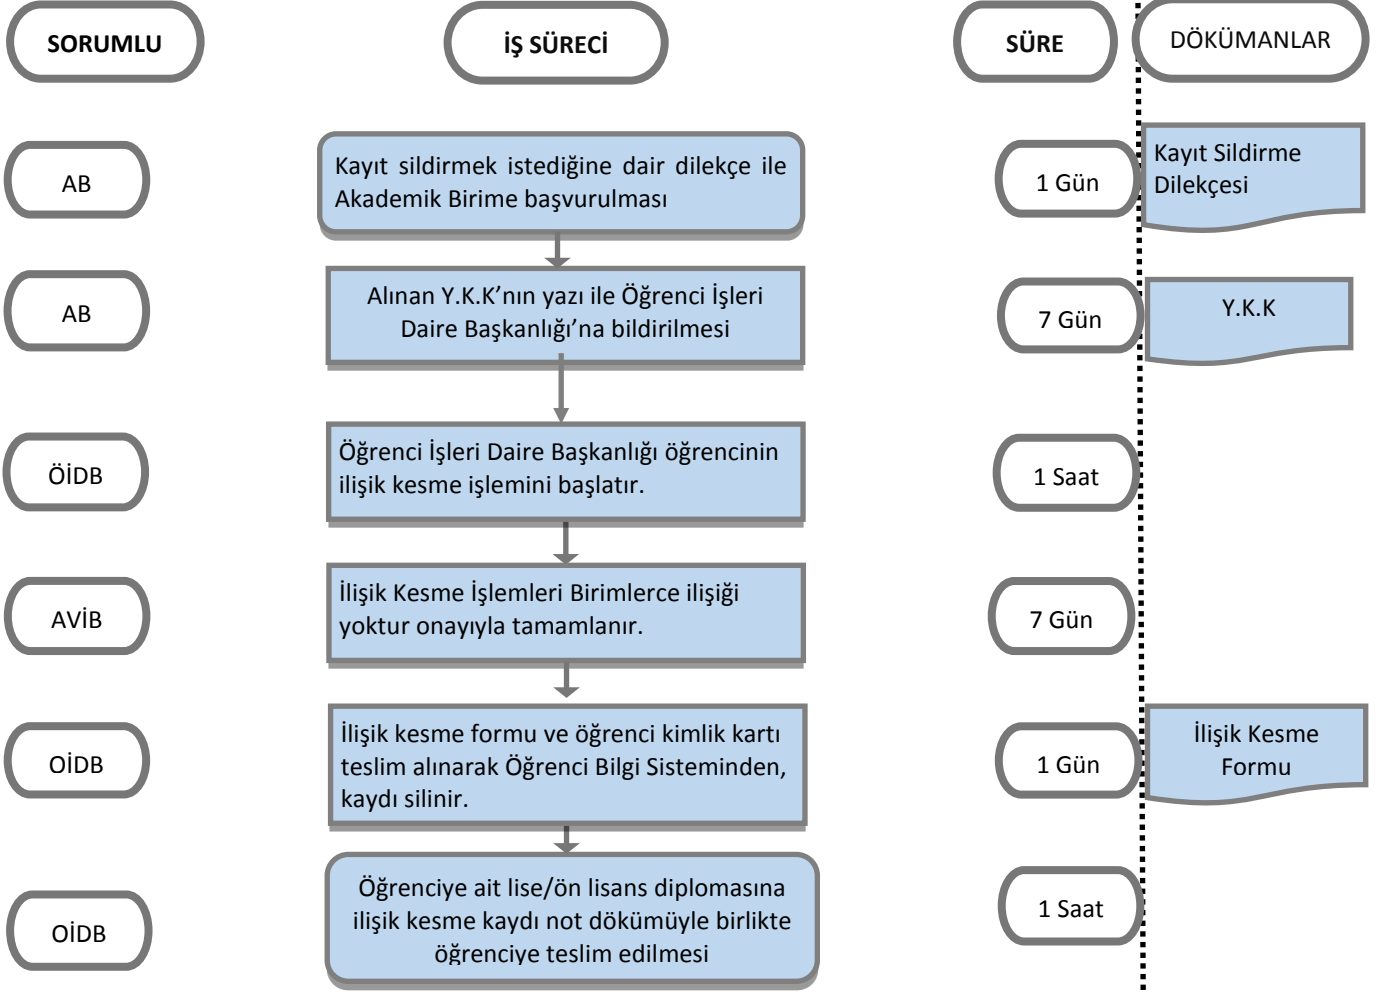 SORUMLU
İŞ SÜRECİ
SÜRE
DÖKÜMANLAR
AB
Kayıt sildirmek istediğine dair dilekçe ile
Akademik Birime başvurulması
1 Gün
Kayıt Sildirme
Dilekçesi
AB
Alınan Y.K.K’nın yazı ile Öğrenci İşleri
Daire Başkanlığı’na bildirilmesi
7 Gün
Y.K.K
ÖİDB
Öğrenci İşleri Daire Başkanlığı öğrencinin
ilişik kesme işlemini başlatır.
1 Saat
AVİB
İlişik Kesme İşlemleri Birimlerce ilişiği
yoktur onayıyla tamamlanır.
7 Gün
OİDB
İlişik kesme formu ve öğrenci kimlik kartı
teslim alınarak Öğrenci Bilgi Sisteminden,
kaydı silinir.
1 Gün
İlişik Kesme
Formu
OİDB
Öğrenciye ait lise/ön lisans diplomasına
ilişik kesme kaydı not dökümüyle birlikte
öğrenciye teslim edilmesi
1 Saat